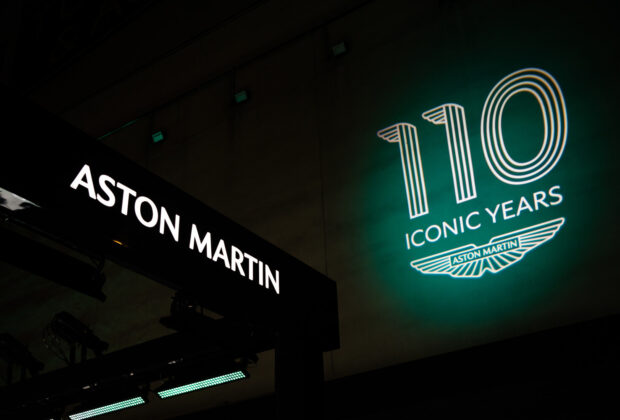 ASTON MARTIN
110
ICONIC YEARS
ASTON MARTIN